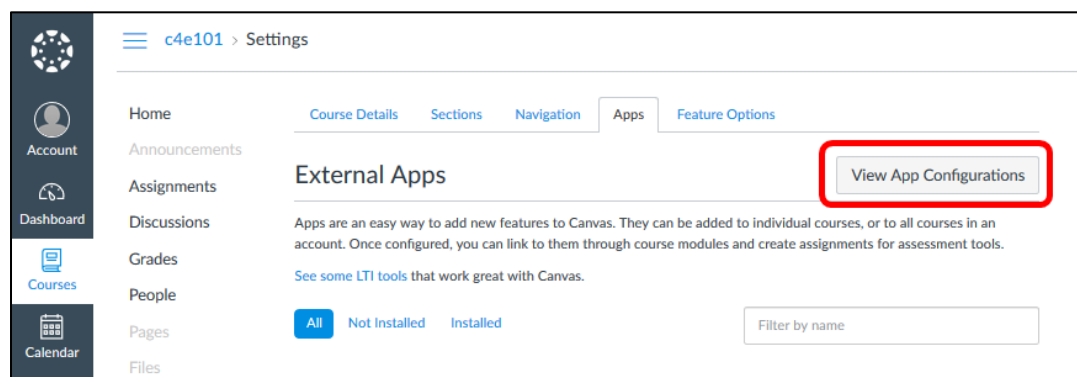 c4e101 > Settings
Account
Dashboard
Courses
Calendar
Home
Announcements
Assignments
Discussions
Grades
People
Pages
Files
Course Details Sections Navigation Apps Feature Options
External Apps
View App Configurations
Apps are an easy way to add new features to Canvas. They can be added to individual courses, or to all courses in an
account. Once configured, you can link to them through course modules and create assignments for assessment tools.
See some LTI tools that work great with Canvas.
All Not Installed Installed
Filter by name